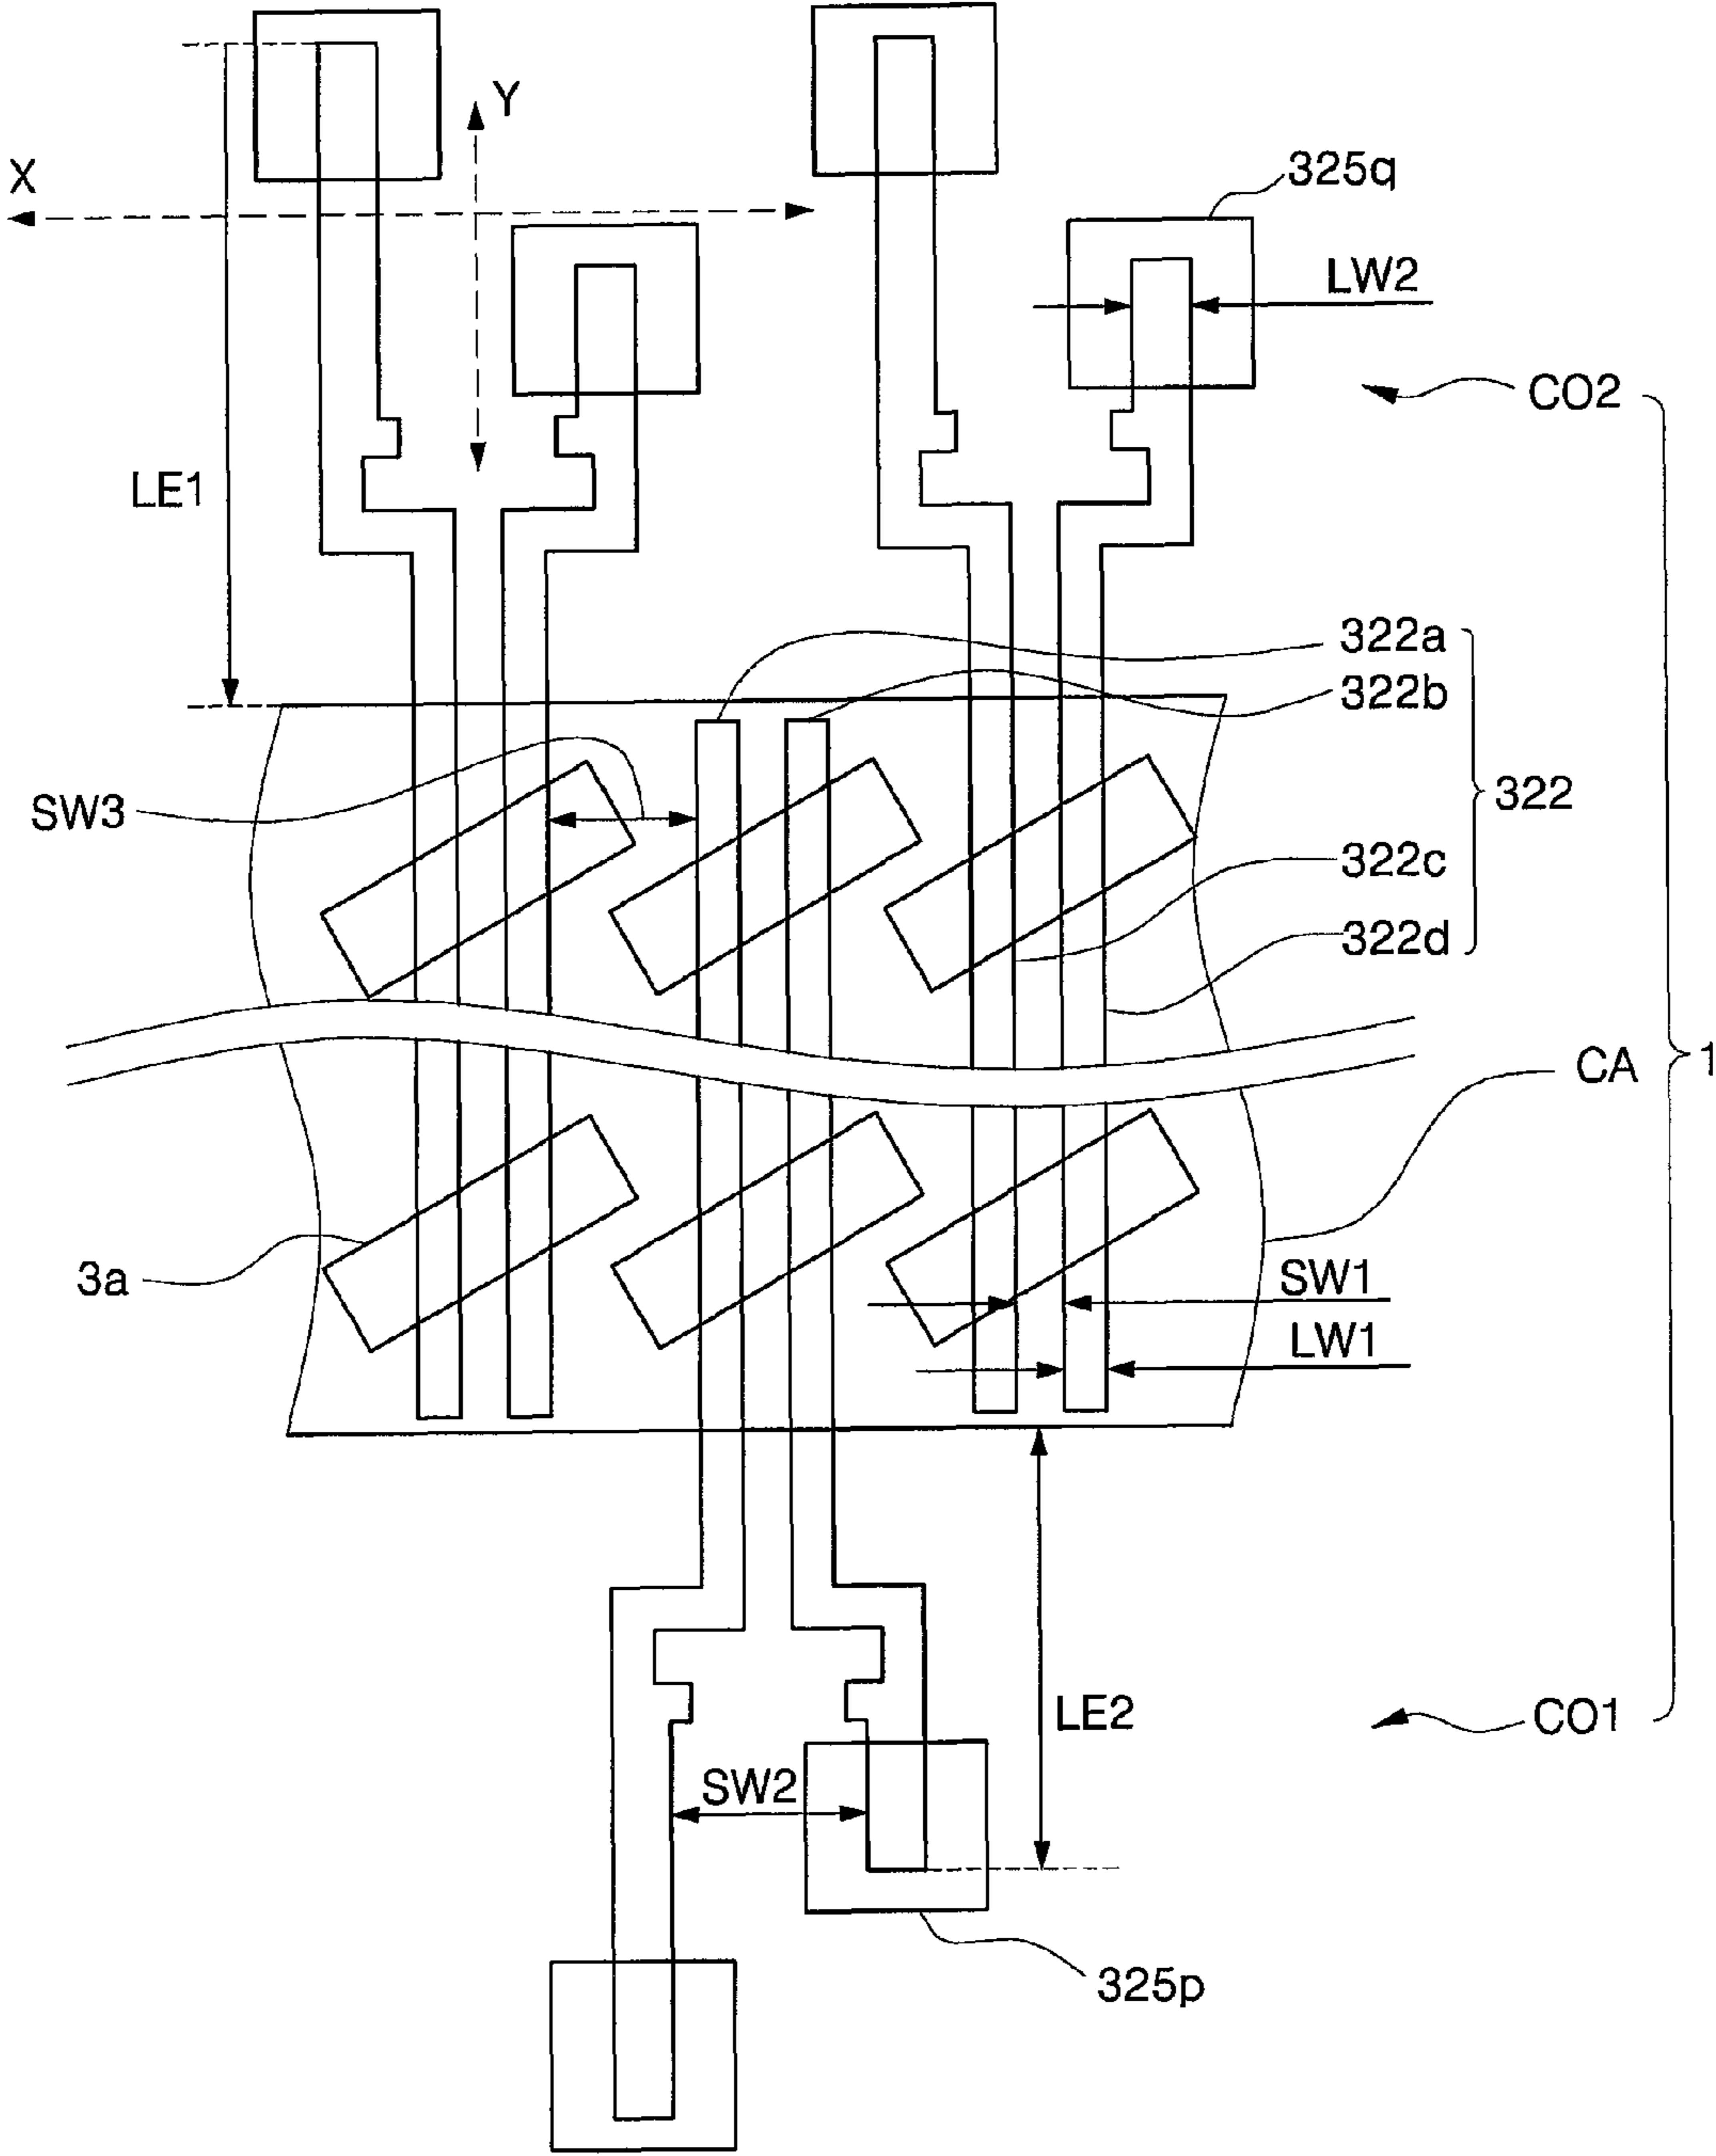 Y
X
325q
LW2
CO2
LE1
322a
322b
SW3
322
322c
322d
CA
1
3a
SW1
LW1
LE2
CO1
SW2
325p